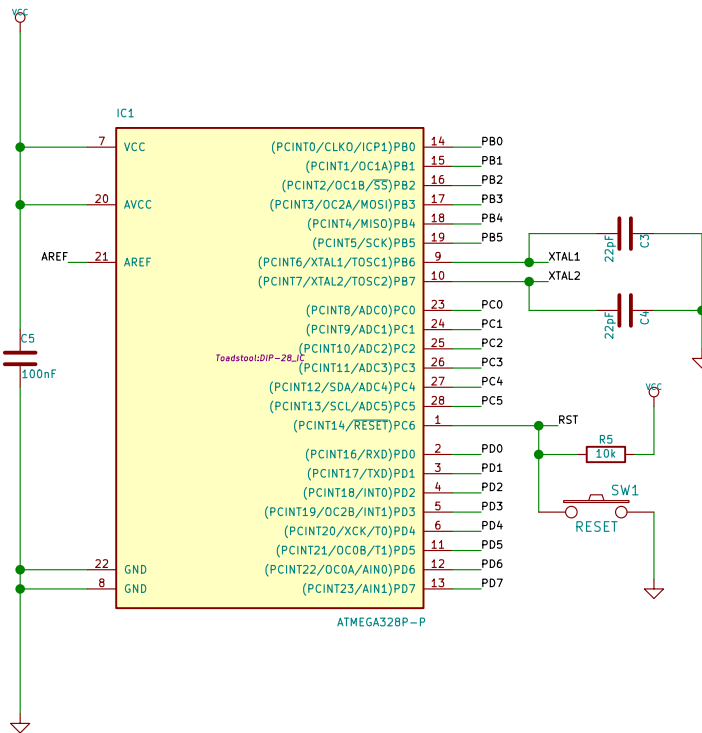 VCC
IC1
7 VCC
20 AVCC
AREF 21 AREF
C5
100nF
Toadstool:DIP-28_IC
22 GND
8 GND
(PCINT0/CLKO/ICP1)PB0 14 PB0
(PCINT1/OC1A)PB1 15 PB1
(PCINT2/OC1B/SS)PB2 16 PB2
(PCINT3/OC2A/MOSI)PB3 17 PB3
(PCINT4/MISO)PB4 18 PB4
(PCINT5/SCK)PB5 19 PB5
(PCINT6/XTAL1/TOSC1)PB6 9 XTAL1
(PCINT7/XTAL2/TOSC2)PB7 10 XTAL2
(PCINT8/ADC0)PC0 23 PC0
(PCINT9/ADC1)PC1 24 PC1
(PCINT10/ADC2)PC2 25 PC2
(PCINT11/ADC3)PC3 26 PC3
(PCINT12/SDA/ADC4)PC4 27 PC4
(PCINT13/SCL/ADC5)PC5 28 PC5
(PCINT14/RESET)PC6 1 RST
(PCINT16/RXD)PD0 2 PD0
(PCINT17/TXD)PD1 3 PD1
(PCINT18/INT0)PD2 4 PD2
(PCINT19/OC2B/INT1)PD3 5 PD3
(PCINT20/XCK/T0)PD4 6 PD4
(PCINT21/OC0B/T1)PD5 11 PD5
(PCINT22/OC0A/AIN0)PD6 12 PD6
(PCINT23/AIN1)PD7 13 PD7
ATMEGA328P-P
22pF C3
22pF C4
VCC
R5
10k
SW1
RESET